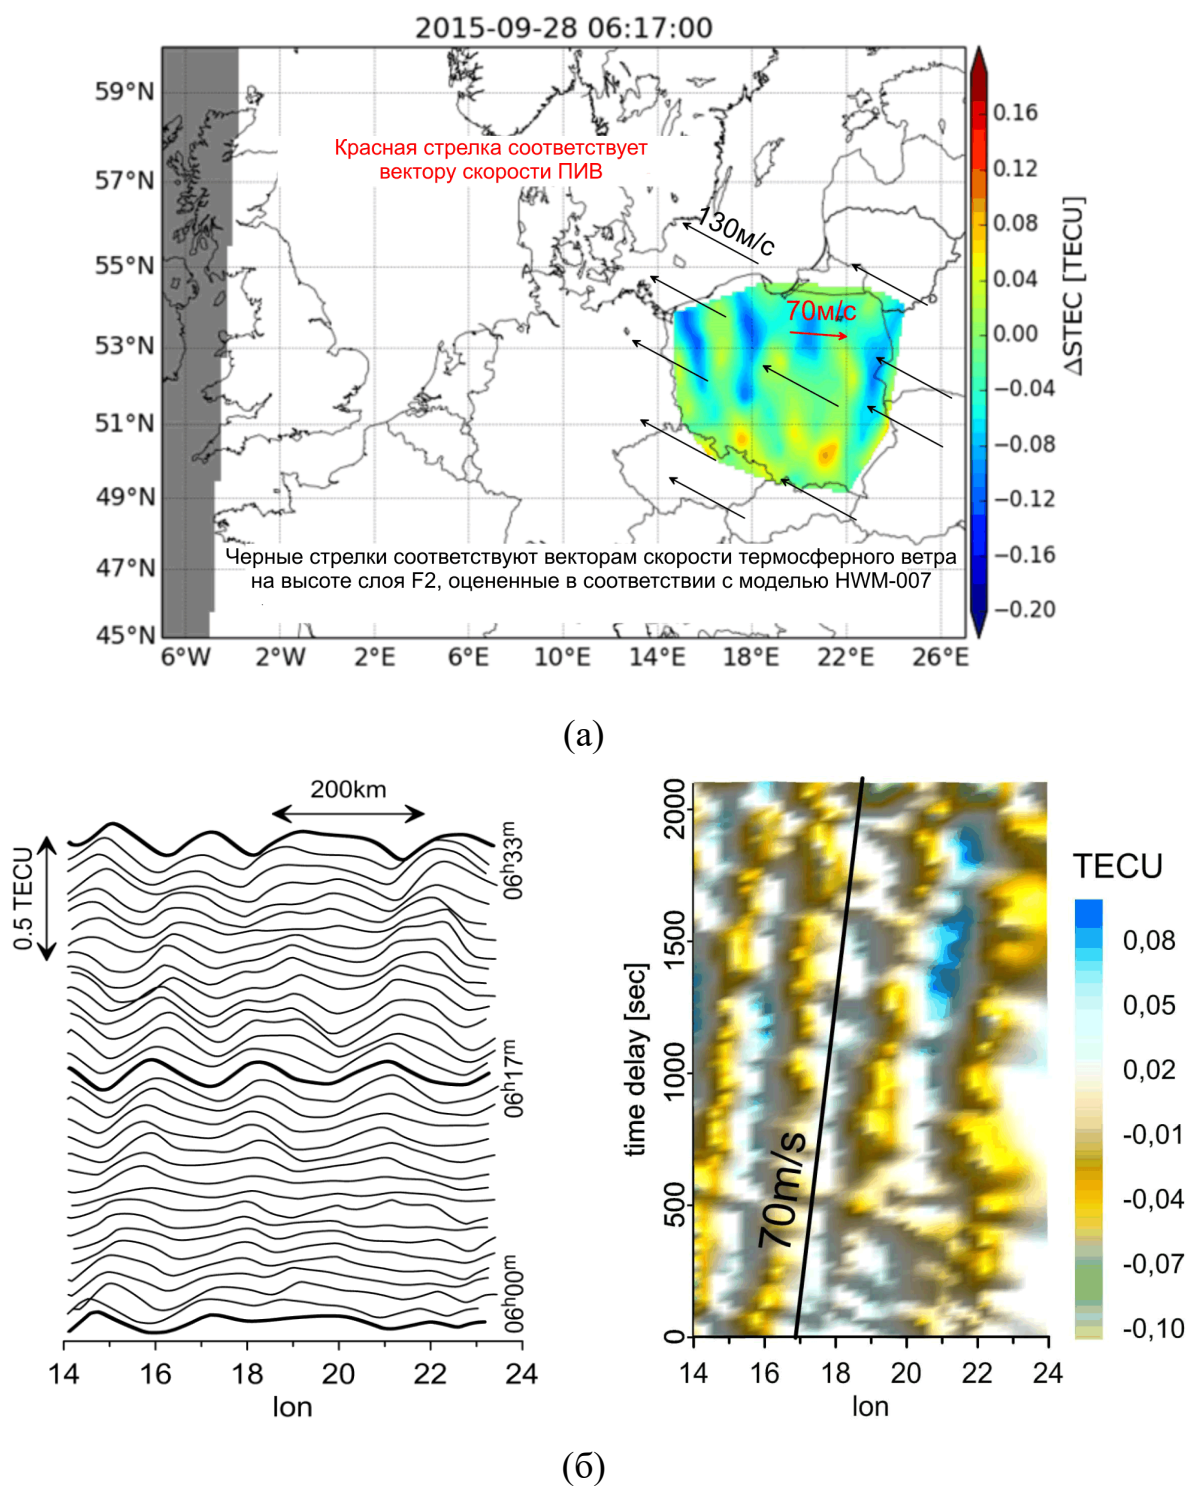 2015-09-28 06:17:00
59°N
57°N
55°N
53°N
51°N
49°N
47°N
45°N
6°W 2°W 2°E 6°E 10°E 14°E 18°E 22°E 26°E
Красная стрелка соответствует
вектору скорости ПИВ
130м/с
70м/с
Черные стрелки соответствуют векторам скорости термосферного ветра
на высоте слоя F2, оцененные в соответствии с моделью HWM-007
0.16
0.12
0.08
0.04
0.00
−0.04
−0.08
−0.12
−0.16
−0.20
ΔSTEC [TECU]
(а)
200km
0.5 TECU
06h33m
06h17m
06h00m
14 16 18 20 22 24
lon
2000
1500
1000
500
0
time delay [sec]
70m/s
14 16 18 20 22 24
lon
TECU
0,08
0,05
0,02
-0,01
-0,04
-0,07
-0,10
(б)